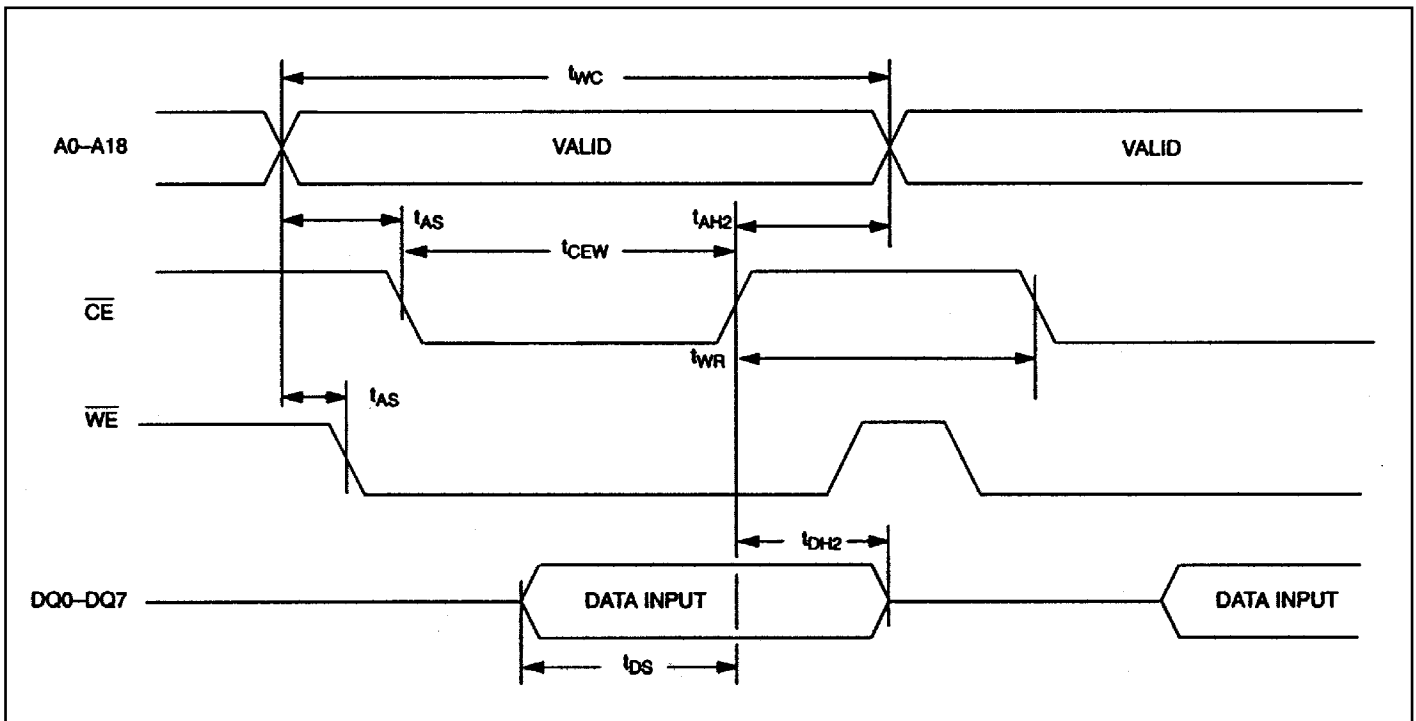 tWC
A0–A18
VALID
VALID
tAS
tAH2
tCEW
CE
tWR
tAS
WE
tDH2
DQ0–DQ7
DATA INPUT
DATA INPUT
tDS